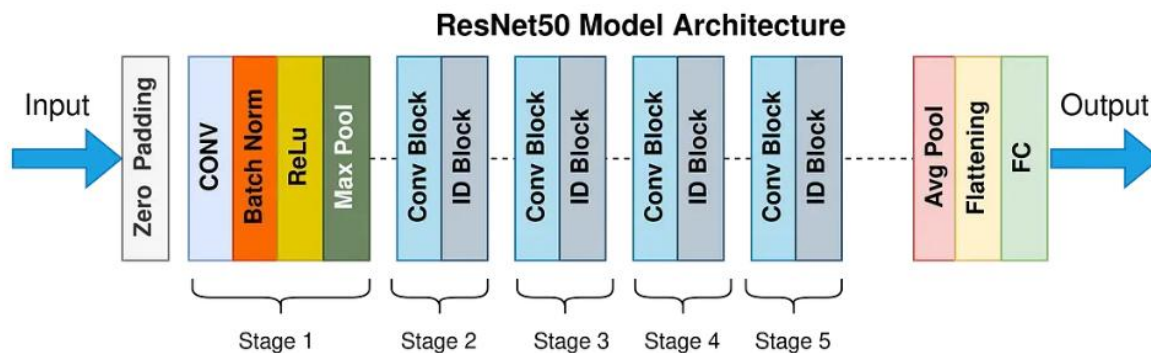 ResNet50 Model Architecture
Input
Zero Padding
CONV
Batch Norm
ReLu
Max Pool
Conv Block
ID Block
Conv Block
ID Block
Conv Block
ID Block
Conv Block
ID Block
Avg Pool
Flattening
FC
Output
Stage 1
Stage 2
Stage 3
Stage 4
Stage 5